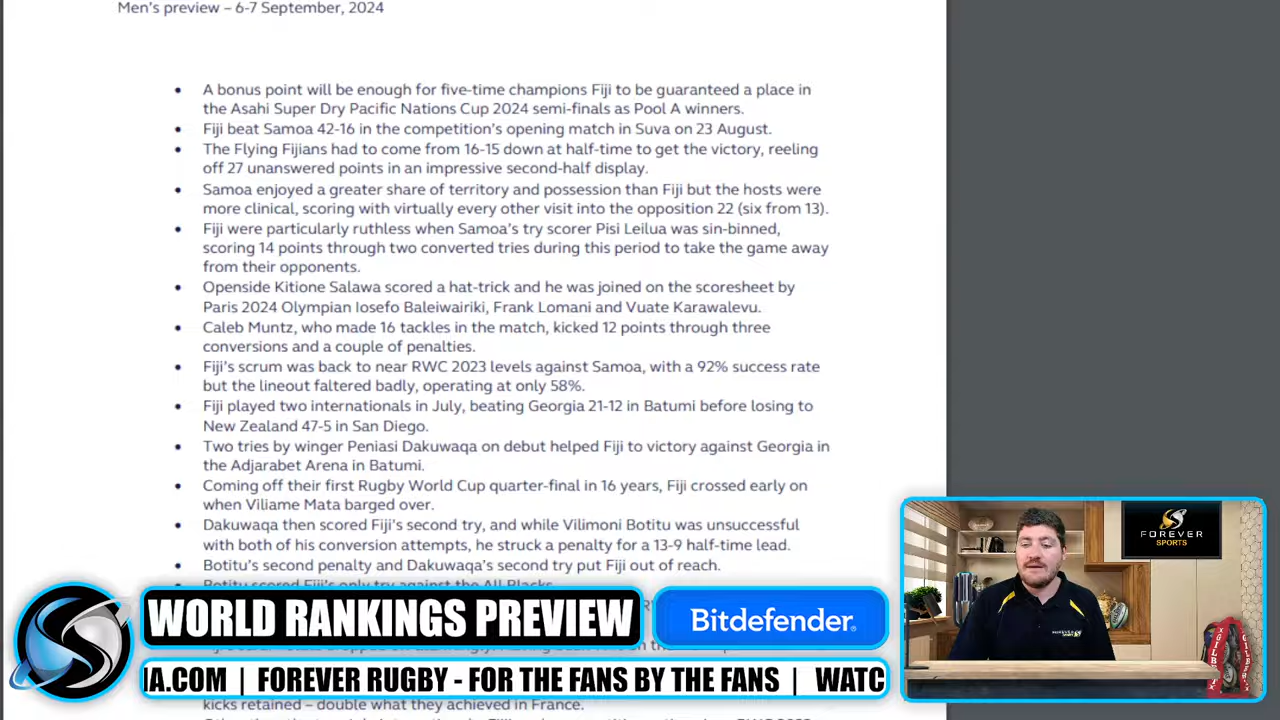 Men's preview – 6-7 September, 2024
• A bonus point will be enough for five-time champions Fiji to be guaranteed a place in
the Asahi Super Dry Pacific Nations Cup 2024 semi-finals as Pool A winners.
• Fiji beat Samoa 42-16 in the competition's opening match in Suva on 23 August.
• The Flying Fijians had to come from 16-15 down at half-time to get the victory, reeling
off 27 unanswered points in an impressive second-half display.
• Samoa enjoyed a greater share of territory and possession than Fiji but the hosts were
more clinical, scoring with virtually every other visit into the opposition 22 (six from 13).
• Fiji were particularly ruthless when Samoa's try scorer Pisi Leilua was sin-binned,
scoring 14 points through two converted tries during this period to take the game away
from their opponents.
• Openside Kitione Salawa scored a hat-trick and he was joined on the scoresheet by
Paris 2024 Olympian Iosefo Baleiwairiki, Frank Lomani and Vuate Karawalevu.
• Caleb Muntz, who made 16 tackles in the match, kicked 12 points through three
conversions and a couple of penalties.
• Fiji's scrum was back to near RWC 2023 levels against Samoa, with a 92% success rate
but the lineout faltered badly, operating at only 58%.
• Fiji played two internationals in July, beating Georgia 21-12 in Batumi before losing to
New Zealand 47-5 in San Diego.
• Two tries by winger Peniasi Dakuwaqa on debut helped Fiji to victory against Georgia in
the Adjarabet Arena in Batumi.
• Coming off their first Rugby World Cup quarter-final in 16 years, Fiji crossed early on
when Viliame Mata barged over.
• Dakuwaqa then scored Fiji's second try, and while Vilimoni Botitu was unsuccessful
with both of his conversion attempts, he struck a penalty for a 13-9 half-time lead.
• Botitu's second penalty and Dakuwaqa's second try put Fiji out of reach.
• Botitu scored Fiji's only try against the All Blacks.
WORLD RANKINGS PREVIEW
Bitdefender.
IA.COM | FOREVER RUGBY - FOR THE FANS BY THE FANS | WATC
kicks retained – double what they achieved in France.
FOREVER
SPORTS